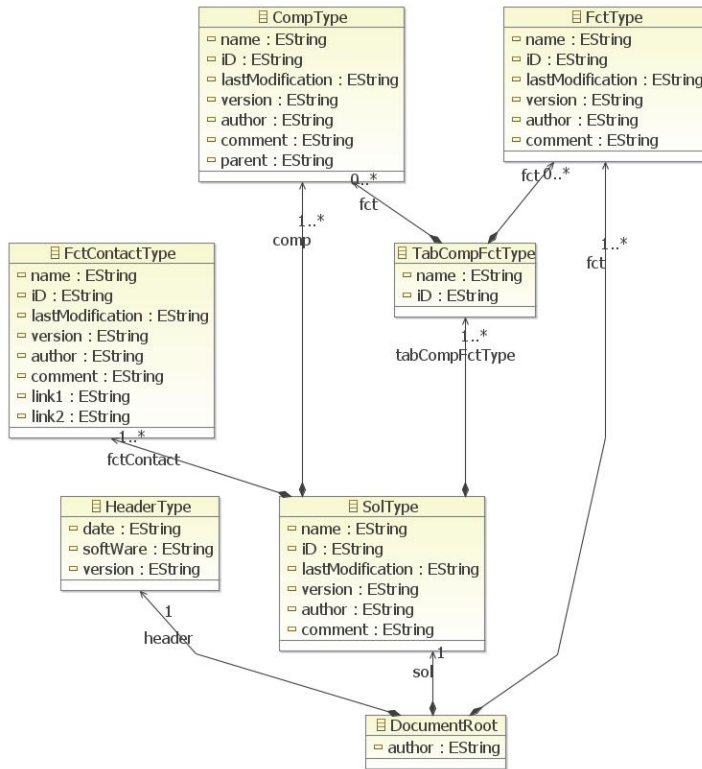 CompType
name : EString
iD : EString
lastModification : EString
version : EString
author : EString
comment : EString
parent : EString
FctType
name : EString
iD : EString
lastModification : EString
version : EString
author : EString
comment : EString
0..*
fct
fct
0..*
1..*
comp
1..*
fct
FctContactType
name : EString
iD : EString
lastModification : EString
version : EString
author : EString
comment : EString
link1 : EString
link2 : EString
TabCompFctType
name : EString
iD : EString
1..*
tabCompFctType
1..*
fctContact
HeaderType
date : EString
softWare : EString
version : EString
SolType
name : EString
iD : EString
lastModification : EString
version : EString
author : EString
comment : EString
1
header
1
sol
DocumentRoot
author : EString